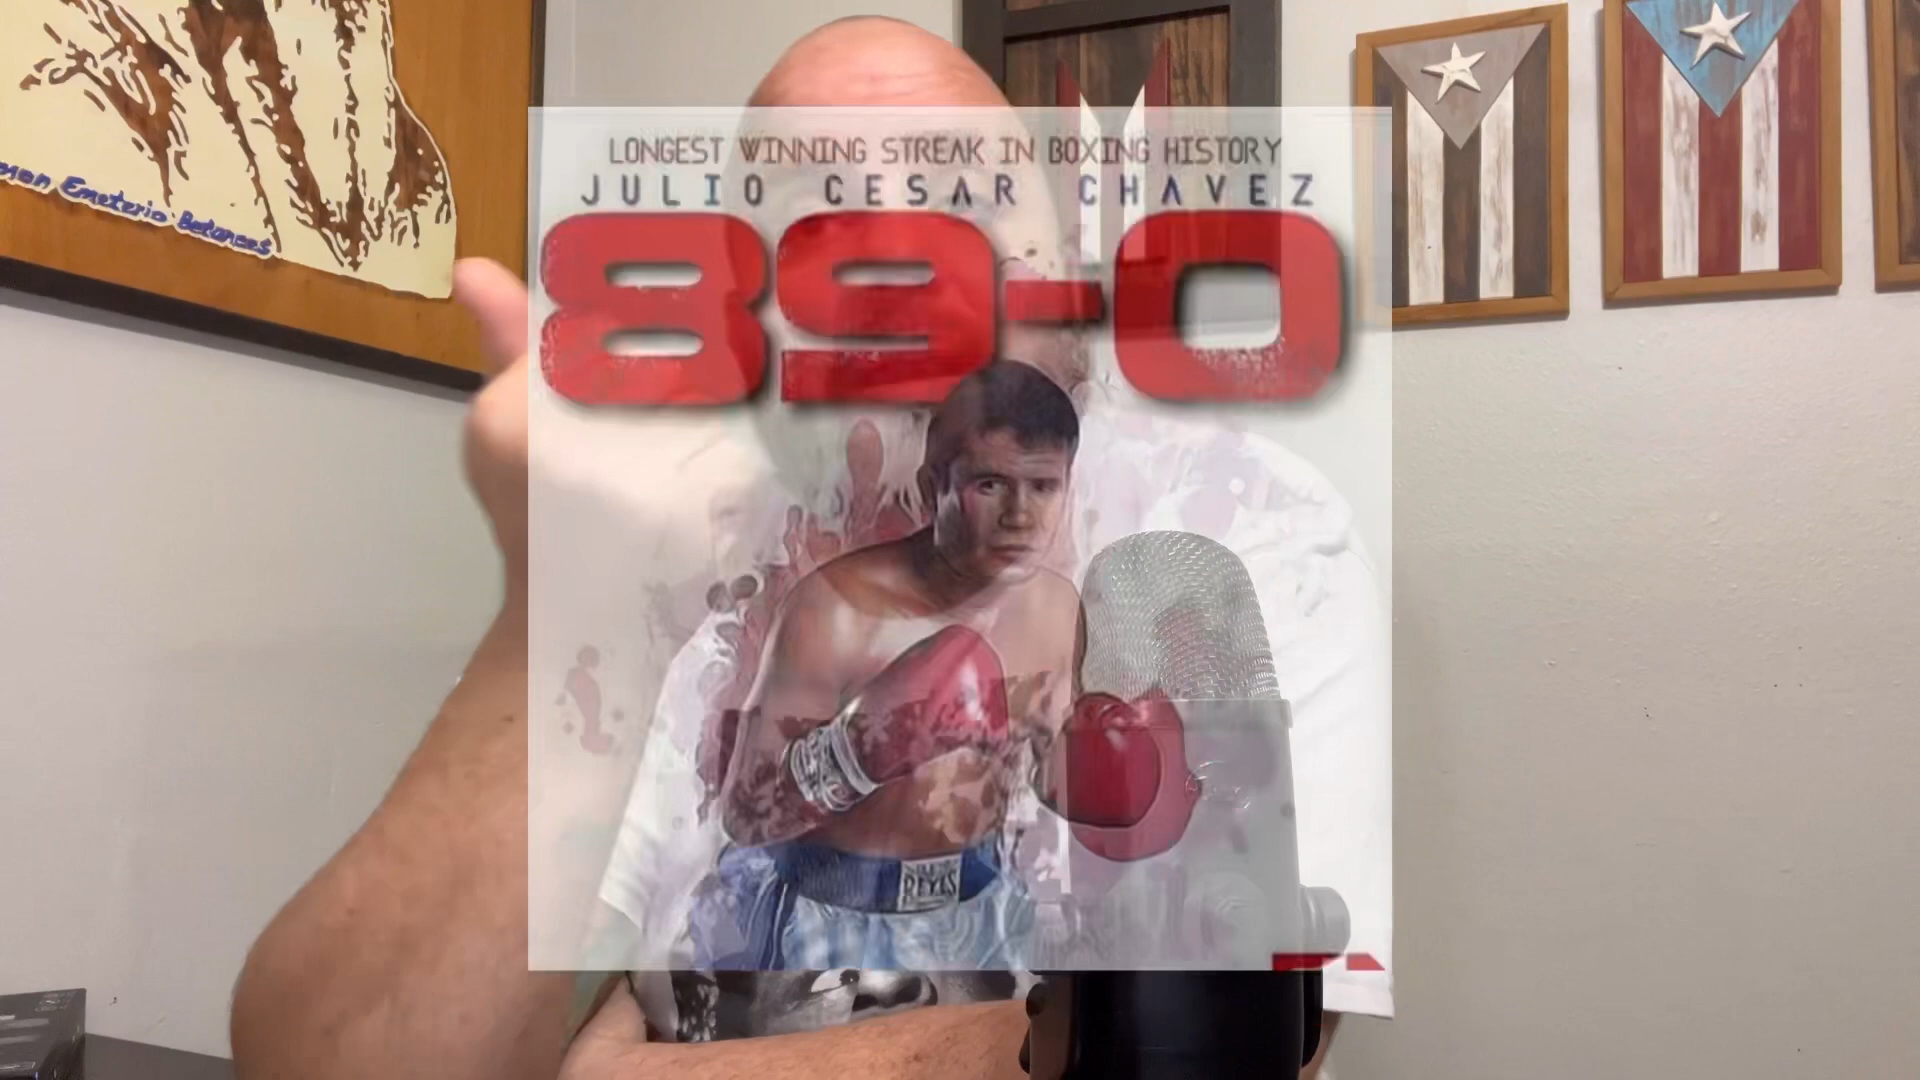 LONGEST WINNING STREAK IN BOXING HISTORY
JULIO CESAR CHAVEZ
89-0
Emeterio Betances
REYES